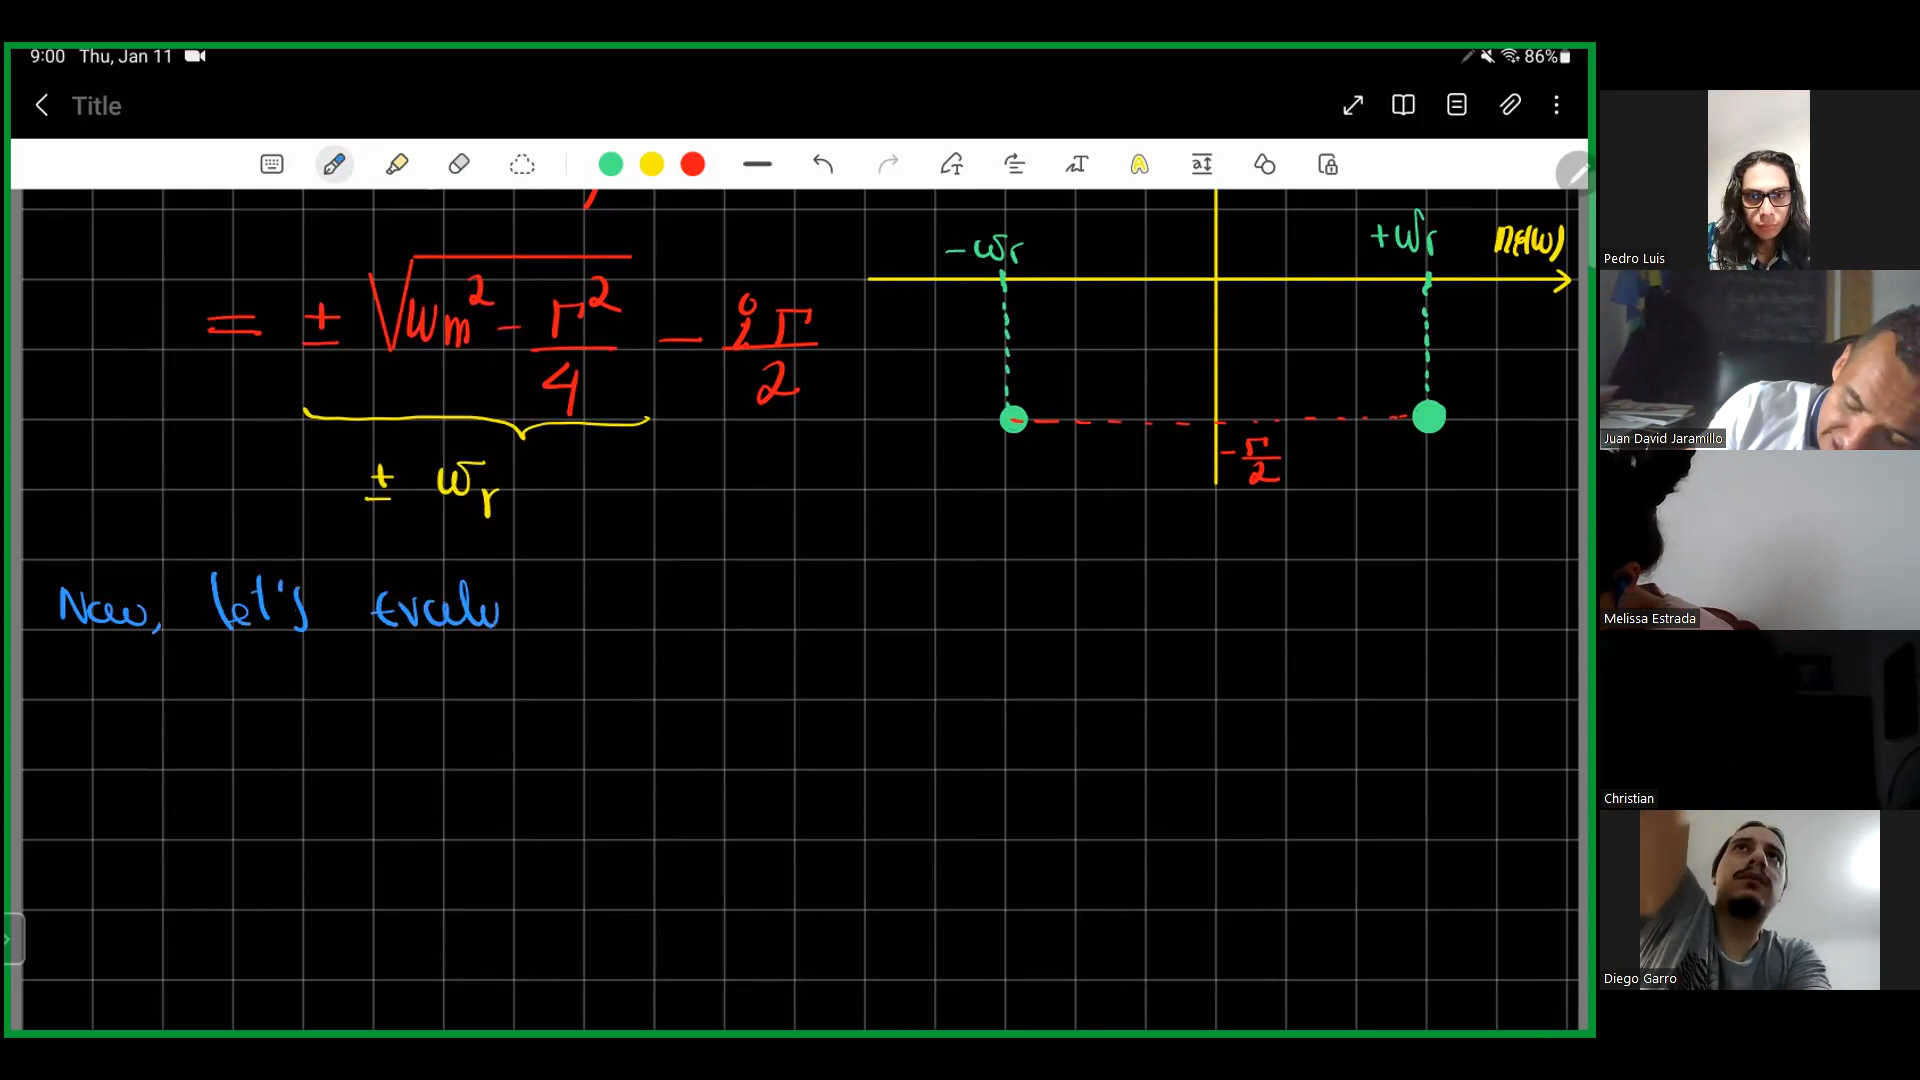 9:00 Thu, Jan 11 86%
Title
-ωr +ωr Re(ω)
= ± √ωm² - Γ²/4 - iΓ/2
-Γ/2
± ωr
Now, let's evalu
Pedro Luis
Juan David Jaramillo
Melissa Estrada
Christian
Diego Garro